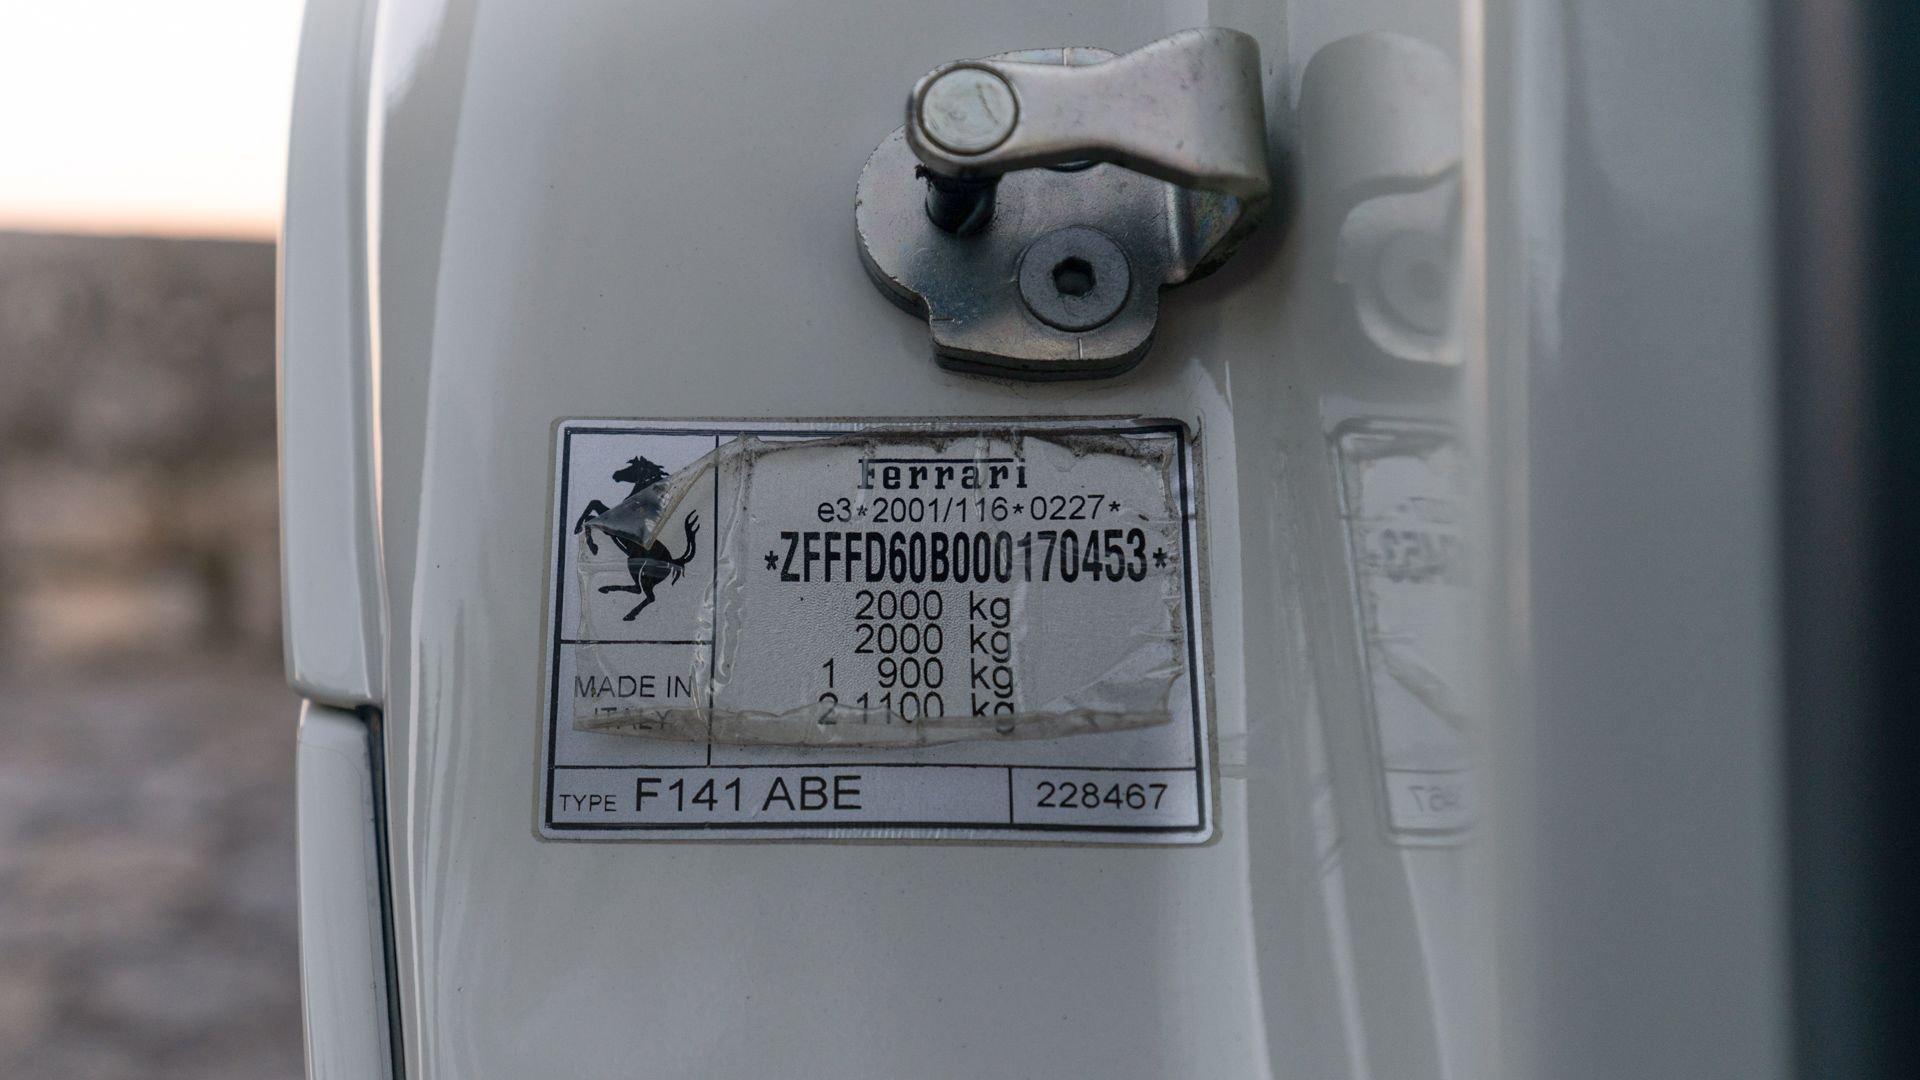 Ferrari
e3*2001/116*0227*
*ZFFFD60B000170453*
2000 kg
2000 kg
1 900 kg
2 1100 kg
MADE IN
ITALY
TYPE F141 ABE
228467